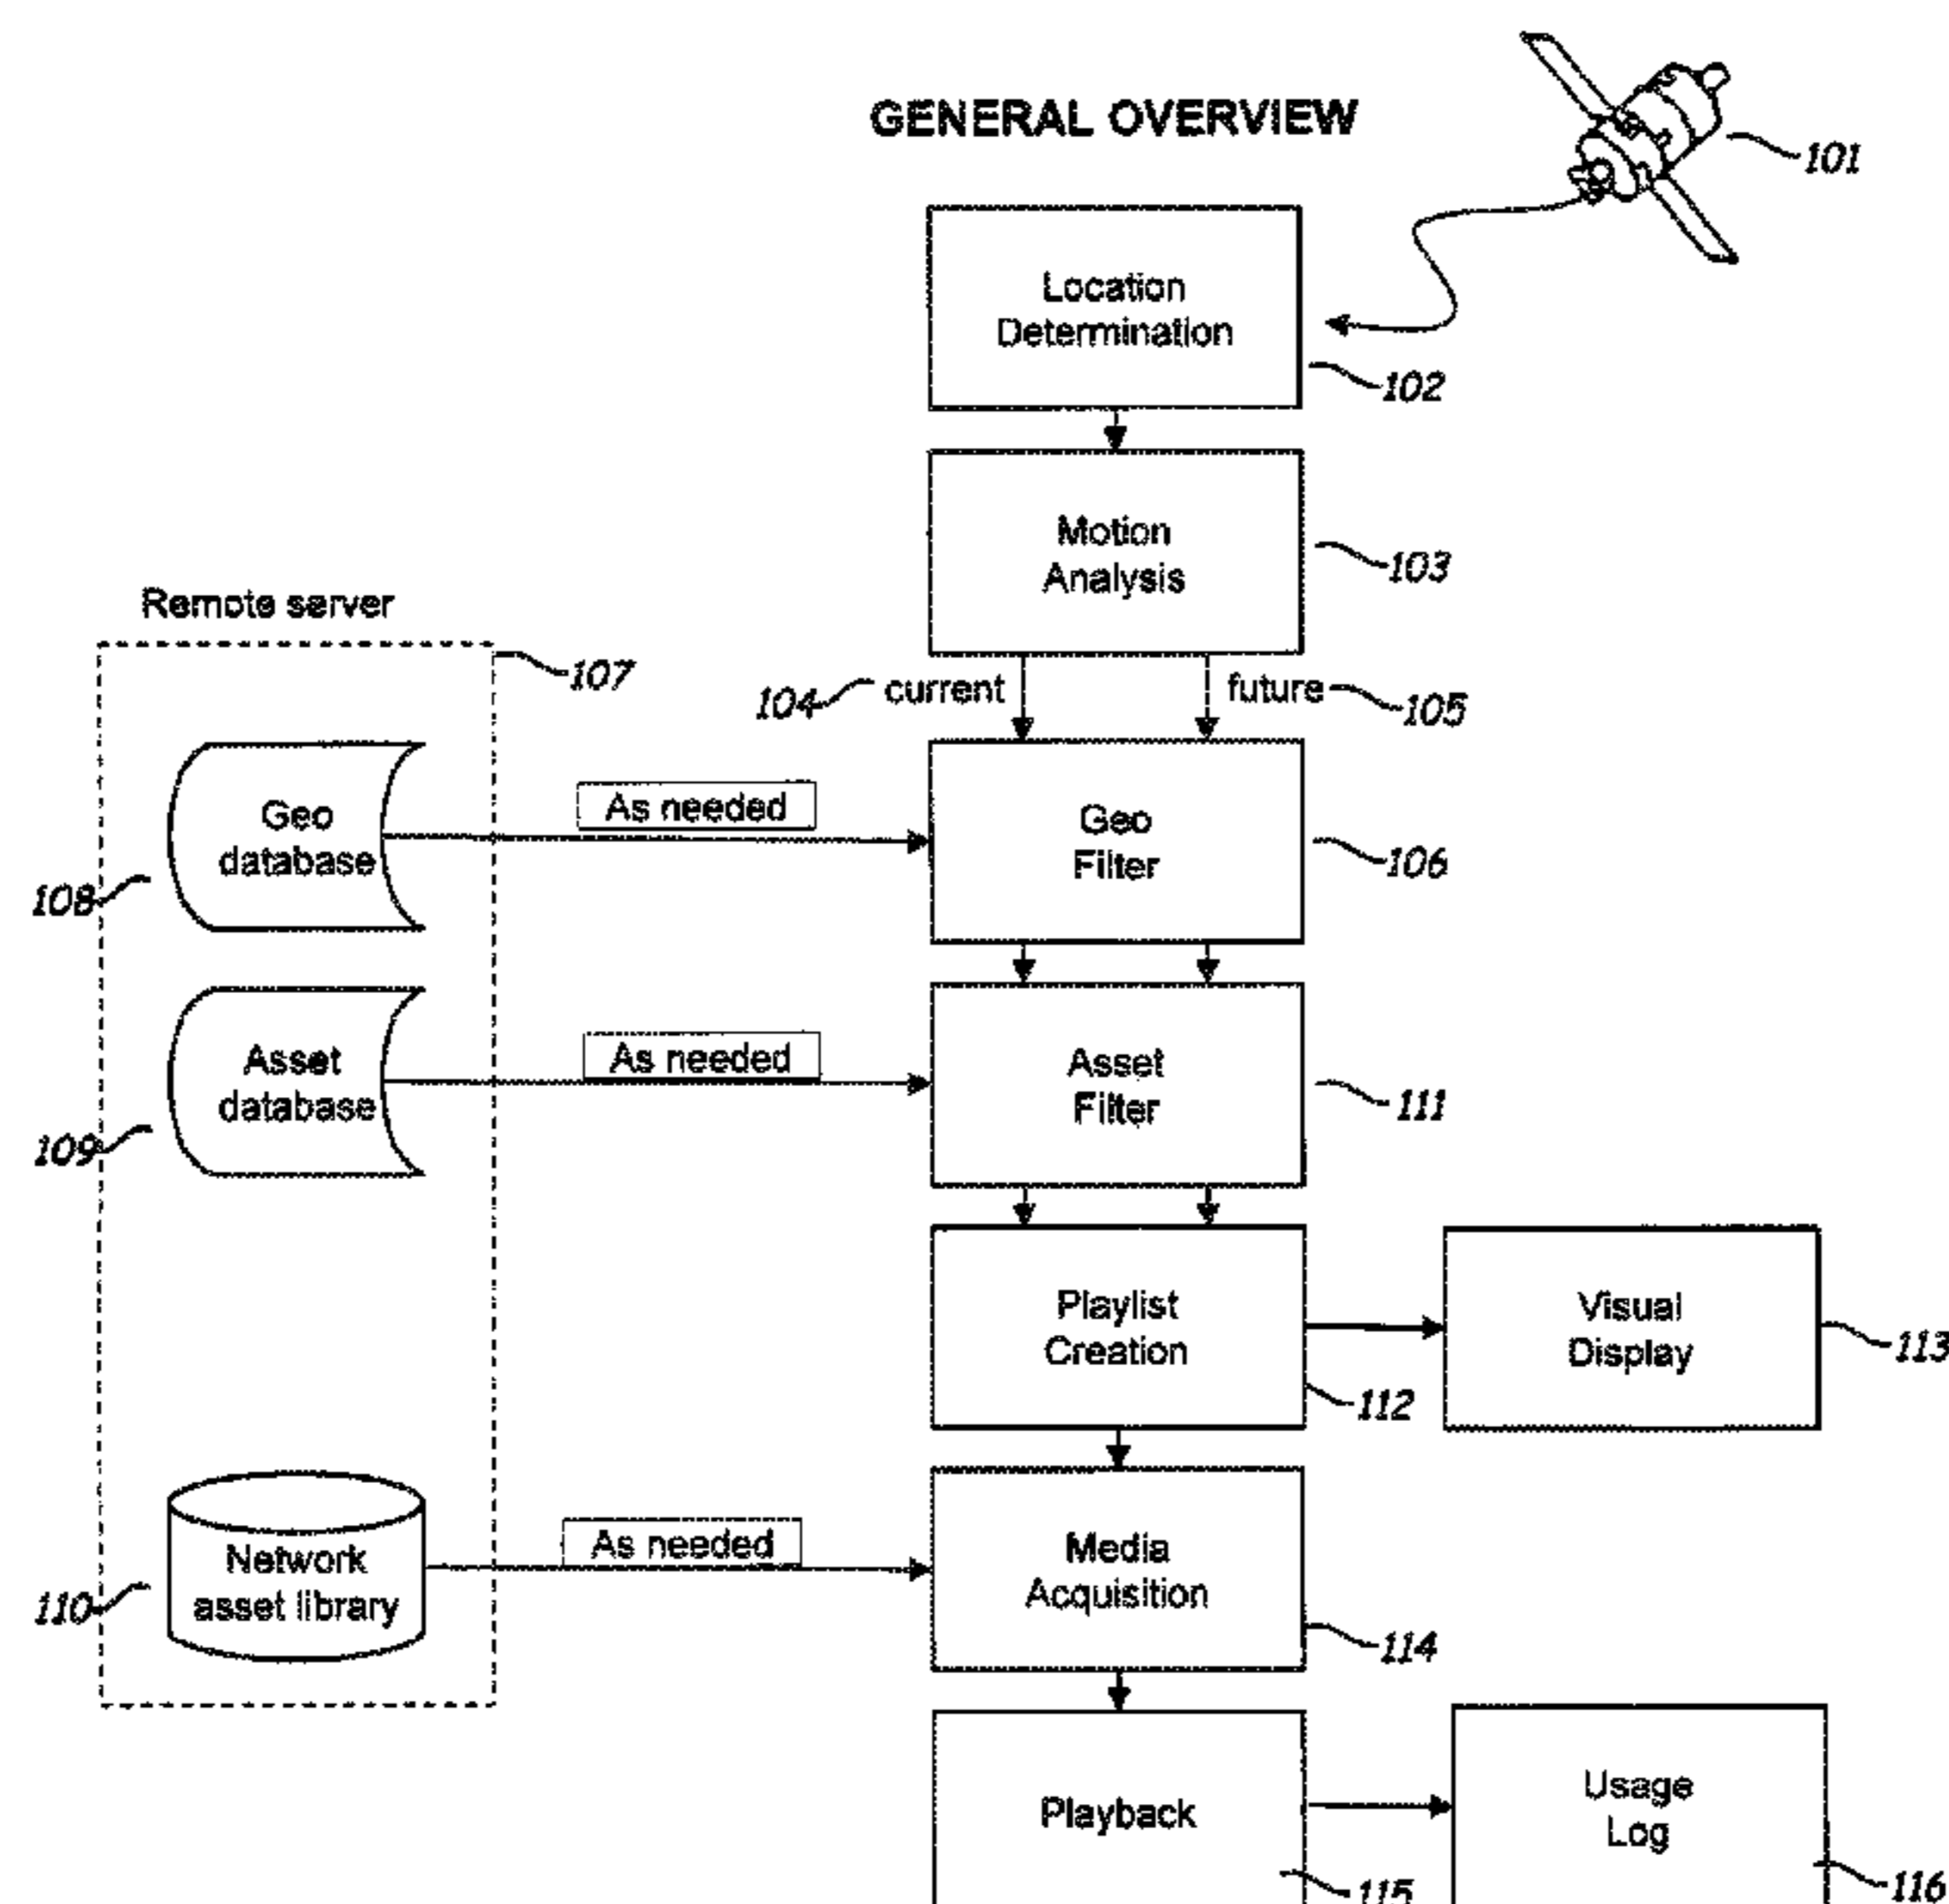 GENERAL OVERVIEW
101
Location
Determination
102
Motion
Analysis
103
Remote server
107
104
current
future
105
Geo
database
108
As needed
Geo
Filter
106
Asset
database
109
As needed
Asset
Filter
111
Playlist
Creation
112
Visual
Display
113
Network
asset library
110
As needed
Media
Acquisition
114
Playback
115
Usage
Log
116